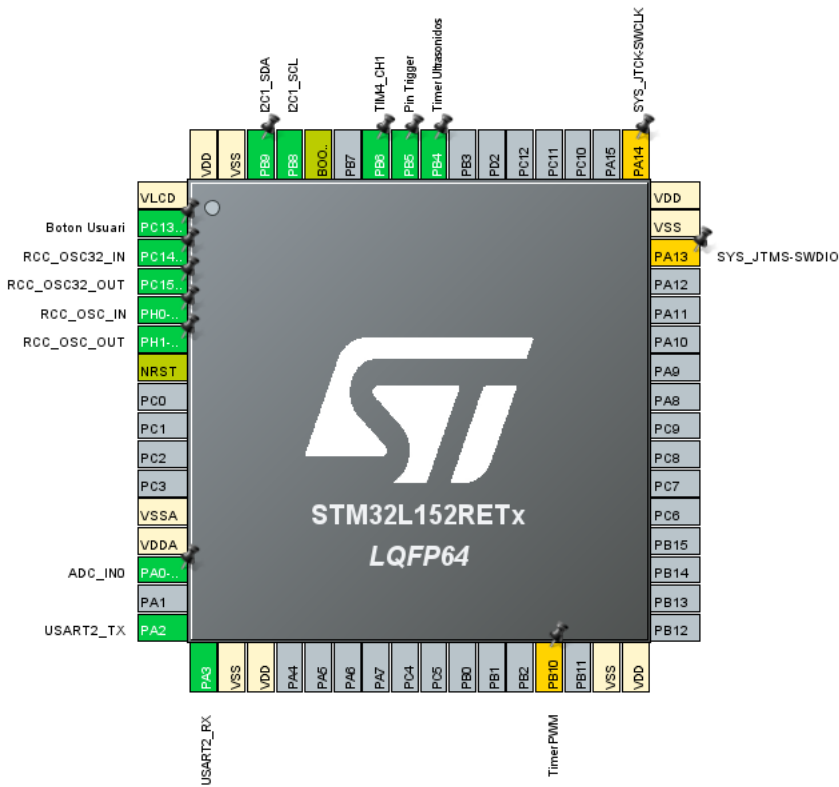 I2C1_SDA
I2C1_SCL
TIM4_CH1
Pin Trigger
Timer Ultrasonidos
SYS_JTCK-SWCLK
VDD
VSS
PB9
PB8
BOO..
PB7
PB6
PB5
PB4
PB3
PD2
PC12
PC11
PC10
PA15
PA14
VLCD
Boton Usuari
PC13..
RCC_OSC32_IN
PC14..
RCC_OSC32_OUT
PC15..
RCC_OSC_IN
PH0-..
RCC_OSC_OUT
PH1-..
NRST
PC0
PC1
PC2
PC3
VSSA
VDDA
ADC_IN0
PA0-..
PA1
USART2_TX
PA2
VDD
VSS
PA13
SYS_JTMS-SWDIO
PA12
PA11
PA10
PA9
PA8
PC9
PC8
PC7
PC6
PB15
PB14
PB13
PB12
ST
STM32L152RETx
LQFP64
PA3
VSS
VDD
PA4
PA5
PA6
PA7
PC4
PC5
PB0
PB1
PB2
PB10
PB11
VSS
VDD
USART2_RX
Timer PWM